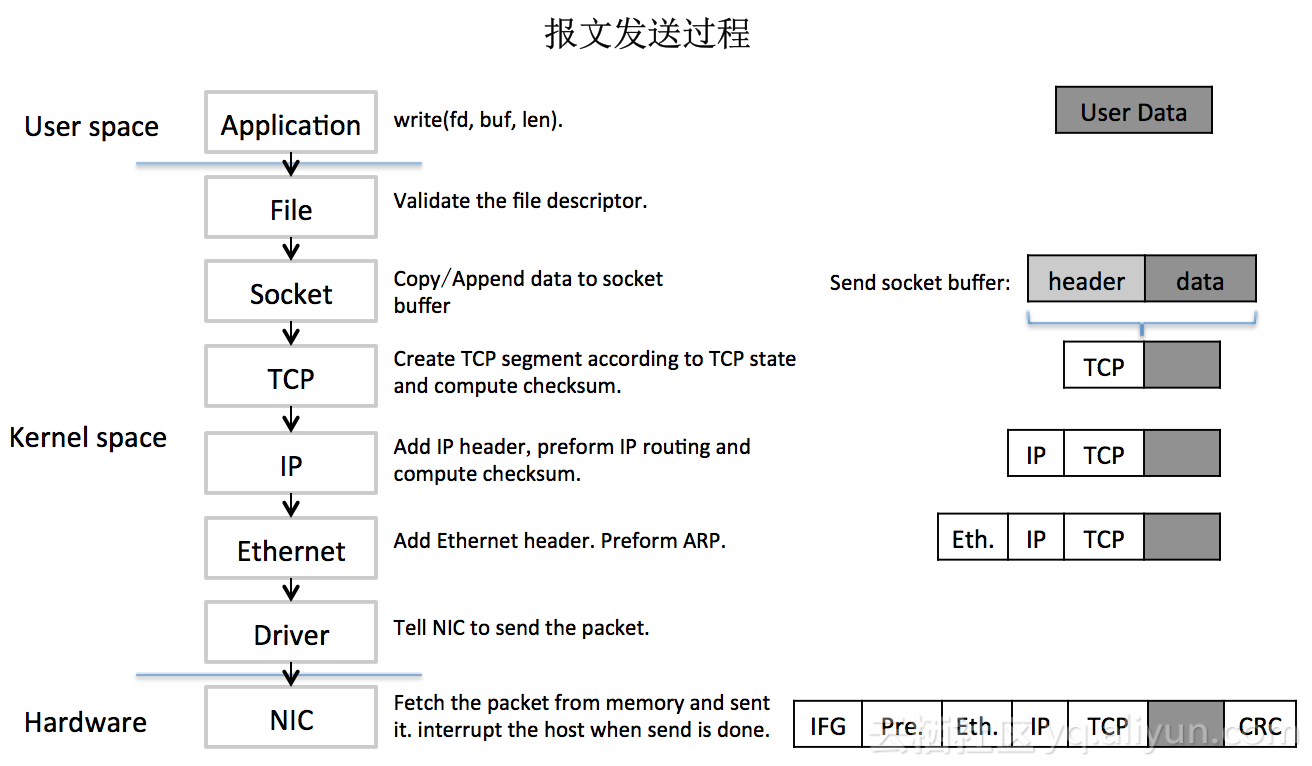 报文发送过程
User space
Application
write(fd, buf, len).
User Data
File
Validate the file descriptor.
Socket
Copy/Append data to socket
buffer
Send socket buffer:
header
data
TCP
Create TCP segment according to TCP state
and compute checksum.
TCP
Kernel space
IP
Add IP header, preform IP routing and
compute checksum.
IP
TCP
Ethernet
Add Ethernet header. Preform ARP.
Eth.
IP
TCP
Driver
Tell NIC to send the packet.
Hardware
NIC
Fetch the packet from memory and sent
it. interrupt the host when send is done.
IFG
Pre.
Eth.
IP
TCP
CRC
云栖社区 yq.aliyun.com